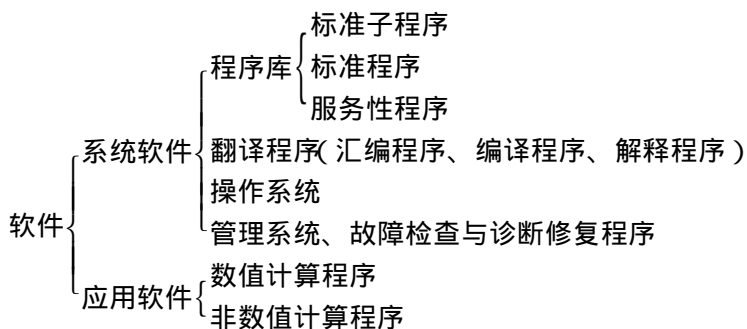 标准子程序
程序库
标准程序
服务性程序
系统软件
翻译程序(汇编程序、编译程序、解释程序)
操作系统
软件
管理系统、故障检查与诊断修复程序
数值计算程序
应用软件
非数值计算程序